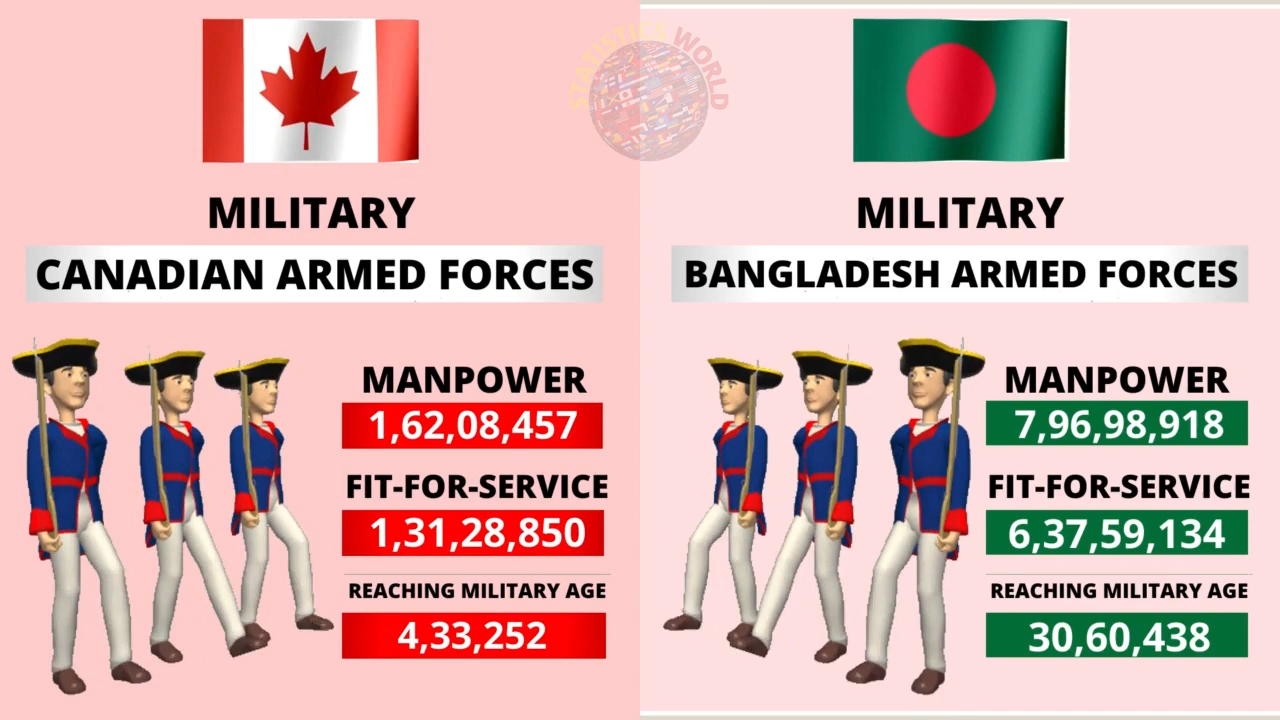 STATISTICS WORLD
MILITARY
CANADIAN ARMED FORCES
MANPOWER
1,62,08,457
FIT-FOR-SERVICE
1,31,28,850
REACHING MILITARY AGE
4,33,252
MILITARY
BANGLADESH ARMED FORCES
MANPOWER
7,96,98,918
FIT-FOR-SERVICE
6,37,59,134
REACHING MILITARY AGE
30,60,438